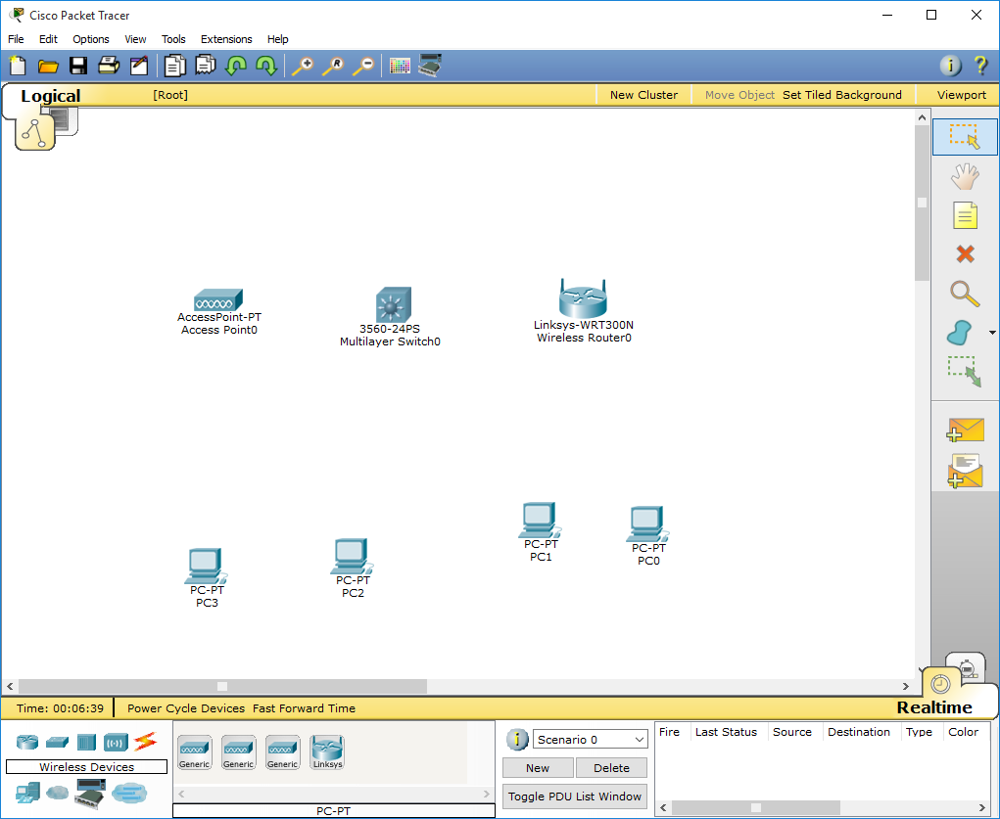 Cisco Packet Tracer
File Edit Options View Tools Extensions Help
R
i ?
Logical [Root] New Cluster Move Object Set Tiled Background Viewport
AccessPoint-PT
Access Point0
3560-24PS
Multilayer Switch0
Linksys-WRT300N
Wireless Router0
PC-PT
PC1
PC-PT
PC0
PC-PT
PC2
PC-PT
PC3
Time: 00:06:39 Power Cycle Devices Fast Forward Time
Realtime
Wireless Devices
Generic Generic Generic Linksys
PC-PT
i Scenario 0
New Delete
Toggle PDU List Window
Fire Last Status Source Destination Type Color